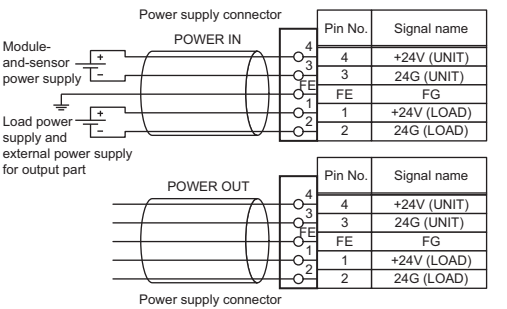 Power supply connector
POWER IN
Module-
and-sensor
power supply
+
−
Load power
supply and
external power supply
for output part
+
−
4
3
FE
1
2
Pin No. Signal name
4 +24V (UNIT)
3 24G (UNIT)
FE FG
1 +24V (LOAD)
2 24G (LOAD)
POWER OUT
4
3
FE
1
2
Pin No. Signal name
4 +24V (UNIT)
3 24G (UNIT)
FE FG
1 +24V (LOAD)
2 24G (LOAD)
Power supply connector